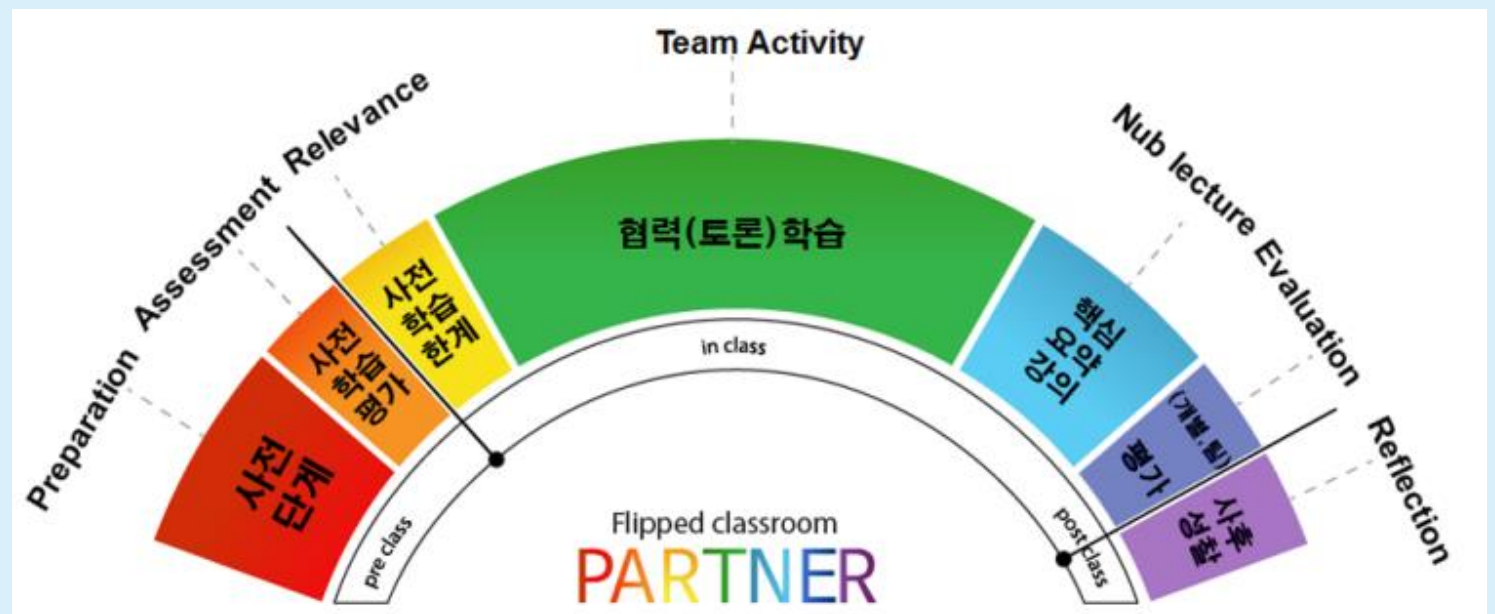 Team Activity
Preparation
Assessment
Relevance
Nub lecture
Evaluation
Reflection
사전
단계
사전
학습
평가
사전
학습
한계
협력(토론)학습
핵심
요약
강의
(개별,팀)
평가
사후
성찰
pre class
in class
post class
Flipped classroom
PARTNER